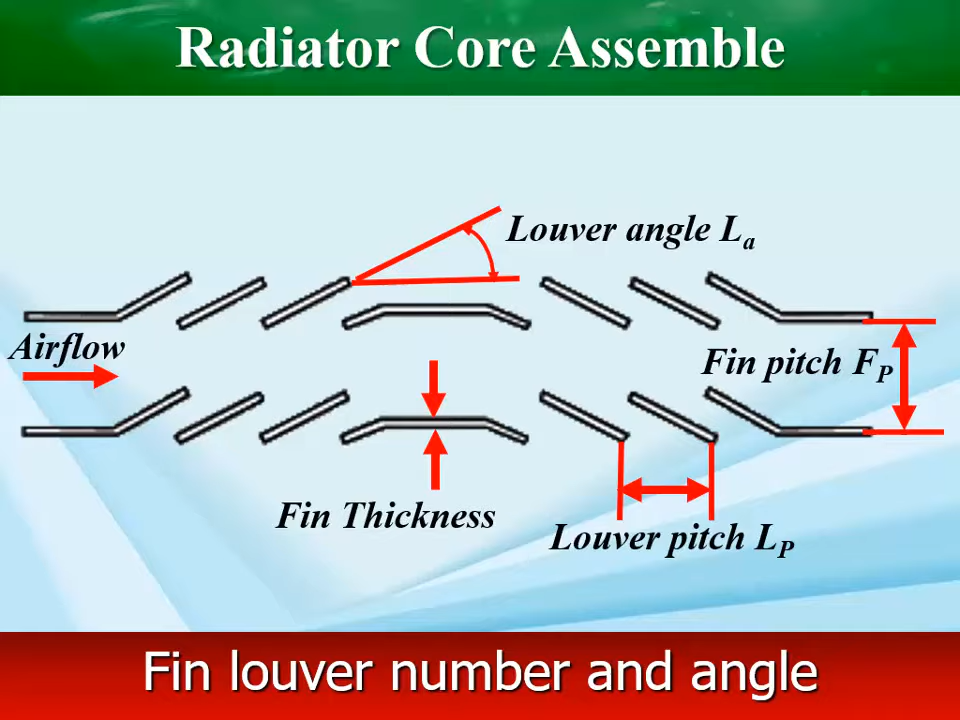 Radiator Core Assemble
Louver angle La
Airflow
Fin pitch FP
Fin Thickness
Louver pitch LP
Fin louver number and angle